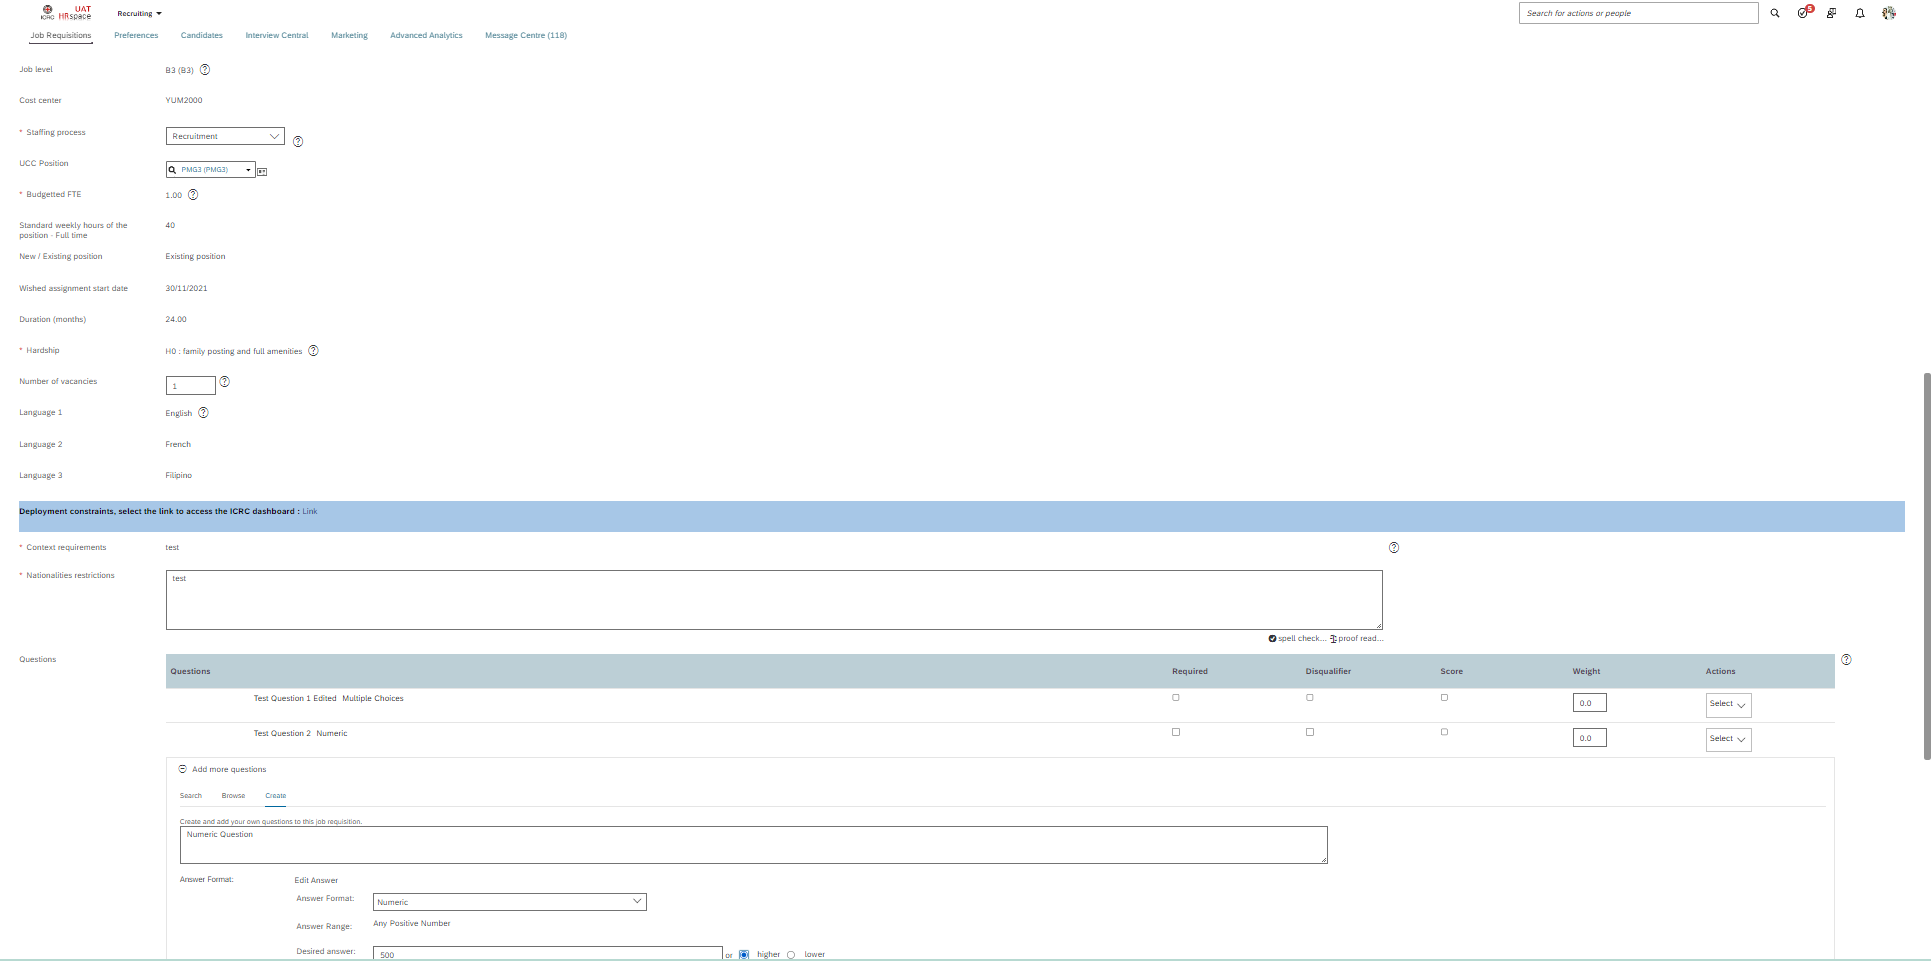 UAT
ICRC HRspace
Recruiting
Search for actions or people
5
Job Requisitions Preferences Candidates Interview Central Marketing Advanced Analytics Message Centre (118)
Job level B3 (B3)
Cost center YUM2000
* Staffing process Recruitment
UCC Position PMG3 (PMG3)
* Budgetted FTE 1.00
Standard weekly hours of the 40
position - Full time
New / Existing position Existing position
Wished assignment start date 30/11/2021
Duration (months) 24.00
* Hardship H0 : family posting and full amenities
Number of vacancies 1
Language 1 English
Language 2 French
Language 3 Filipino
Deployment constraints, select the link to access the ICRC dashboard : Link
* Context requirements test
* Nationalities restrictions test
spell check... proof read...
Questions
Questions Required Disqualifier Score Weight Actions
Test Question 1 Edited Multiple Choices 0.0 Select
Test Question 2 Numeric 0.0 Select
Add more questions
Search Browse Create
Create and add your own questions to this job requisition.
Numeric Question
Answer Format: Edit Answer
Answer Format: Numeric
Answer Range: Any Positive Number
Desired answer: 500 or higher lower